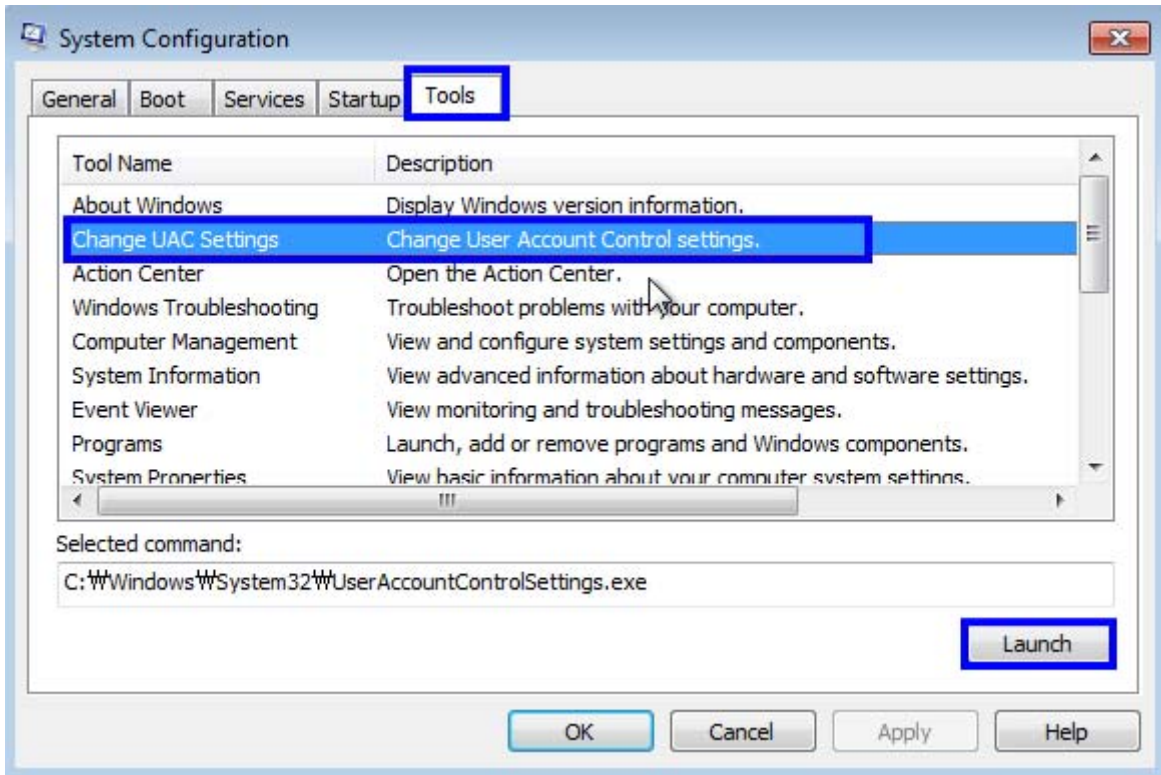 System Configuration
General Boot Services Startup Tools
Tool Name Description
About Windows Display Windows version information.
Change UAC Settings Change User Account Control settings.
Action Center Open the Action Center.
Windows Troubleshooting Troubleshoot problems with your computer.
Computer Management View and configure system settings and components.
System Information View advanced information about hardware and software settings.
Event Viewer View monitoring and troubleshooting messages.
Programs Launch, add or remove programs and Windows components.
System Properties View basic information about your computer system settings.
Selected command:
C:₩Windows₩System32₩UserAccountControlSettings.exe
Launch
OK Cancel Apply Help